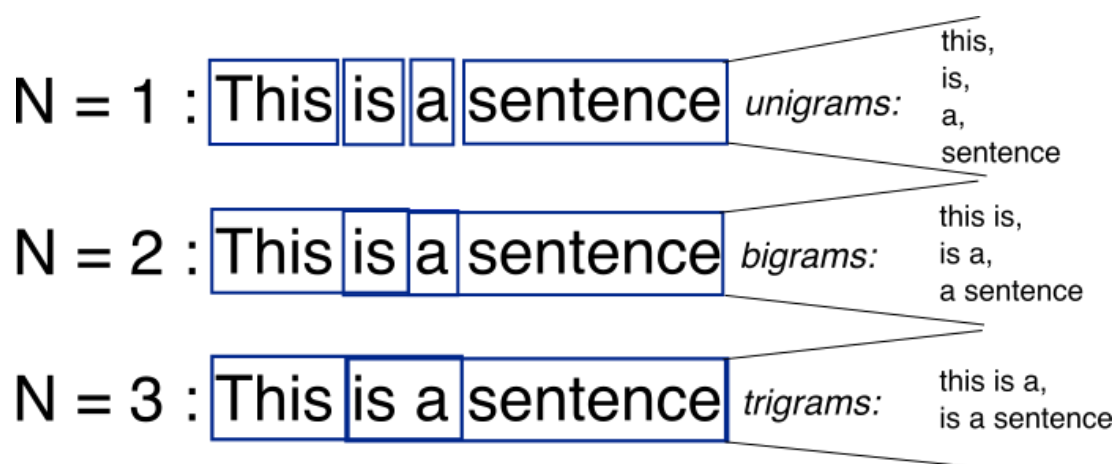 N = 1 : This is a sentence unigrams:
this,
is,
a,
sentence
N = 2 : This is a sentence bigrams:
this is,
is a,
a sentence
N = 3 : This is a sentence trigrams:
this is a,
is a sentence